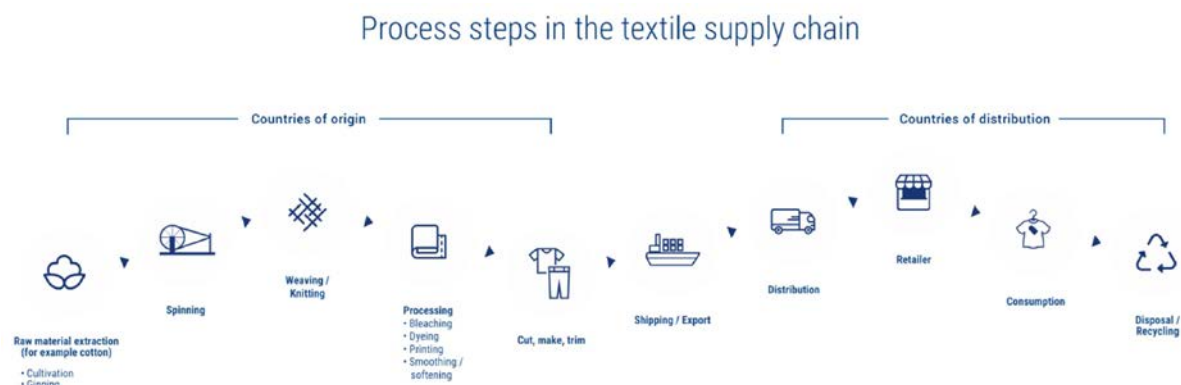 Process steps in the textile supply chain
Countries of origin
Countries of distribution
Raw material extraction
(for example cotton)
• Cultivation
• Ginning
Spinning
Weaving /
Knitting
Processing
• Bleaching
• Dyeing
• Printing
• Smoothing /
softening
Cut, make, trim
Shipping / Export
Distribution
Retailer
Consumption
Disposal /
Recycling